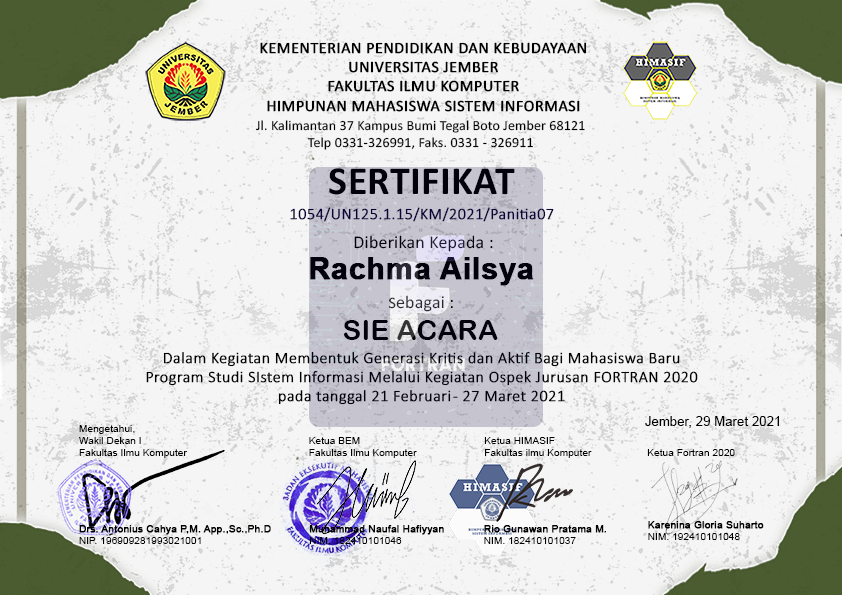 KEMENTERIAN PENDIDIKAN DAN KEBUDAYAAN
UNIVERSITAS JEMBER
FAKULTAS ILMU KOMPUTER
HIMPUNAN MAHASISWA SISTEM INFORMASI
Jl. Kalimantan 37 Kampus Bumi Tegal Boto Jember 68121
Telp 0331-326991, Faks. 0331 - 326911
UNIVERSITAS
JEMBER
HIMASIF
HIMPUNAN MAHASISWA
SISTEM INFORMASI
SERTIFIKAT
1054/UN125.1.15/KM/2021/Panitia07
Diberikan Kepada :
Rachma Ailsya
Sebagai :
SIE ACARA
Dalam Kegiatan Membentuk Generasi Kritis dan Aktif Bagi Mahasiswa Baru
FORTRAN
Program Studi SIstem Informasi Melalui Kegiatan Ospek Jurusan FORTRAN 2020
pada tanggal 21 Februari - 27 Maret 2021
Jember, 29 Maret 2021
Mengetahui,
Wakil Dekan I
Fakultas Ilmu Komputer
Drs. Antonius Cahya P,M. App.,So.,Ph.D
NIP. 196909281993021001
Ketua BEM
Fakultas Ilmu Komputer
BADAN EKSEKUTIF
FAKULTAS ILMU KOMPUTER
Muhammad Naufal Hafiyyan
NIM. 192410101046
Ketua HIMASIF
Fakultas ilmu Komputer
HIMASIF
Rio Gunawan Pratama M.
NIM. 182410101037
Ketua Fortran 2020
Karenina Gloria Suharto
NIM. 192410101048